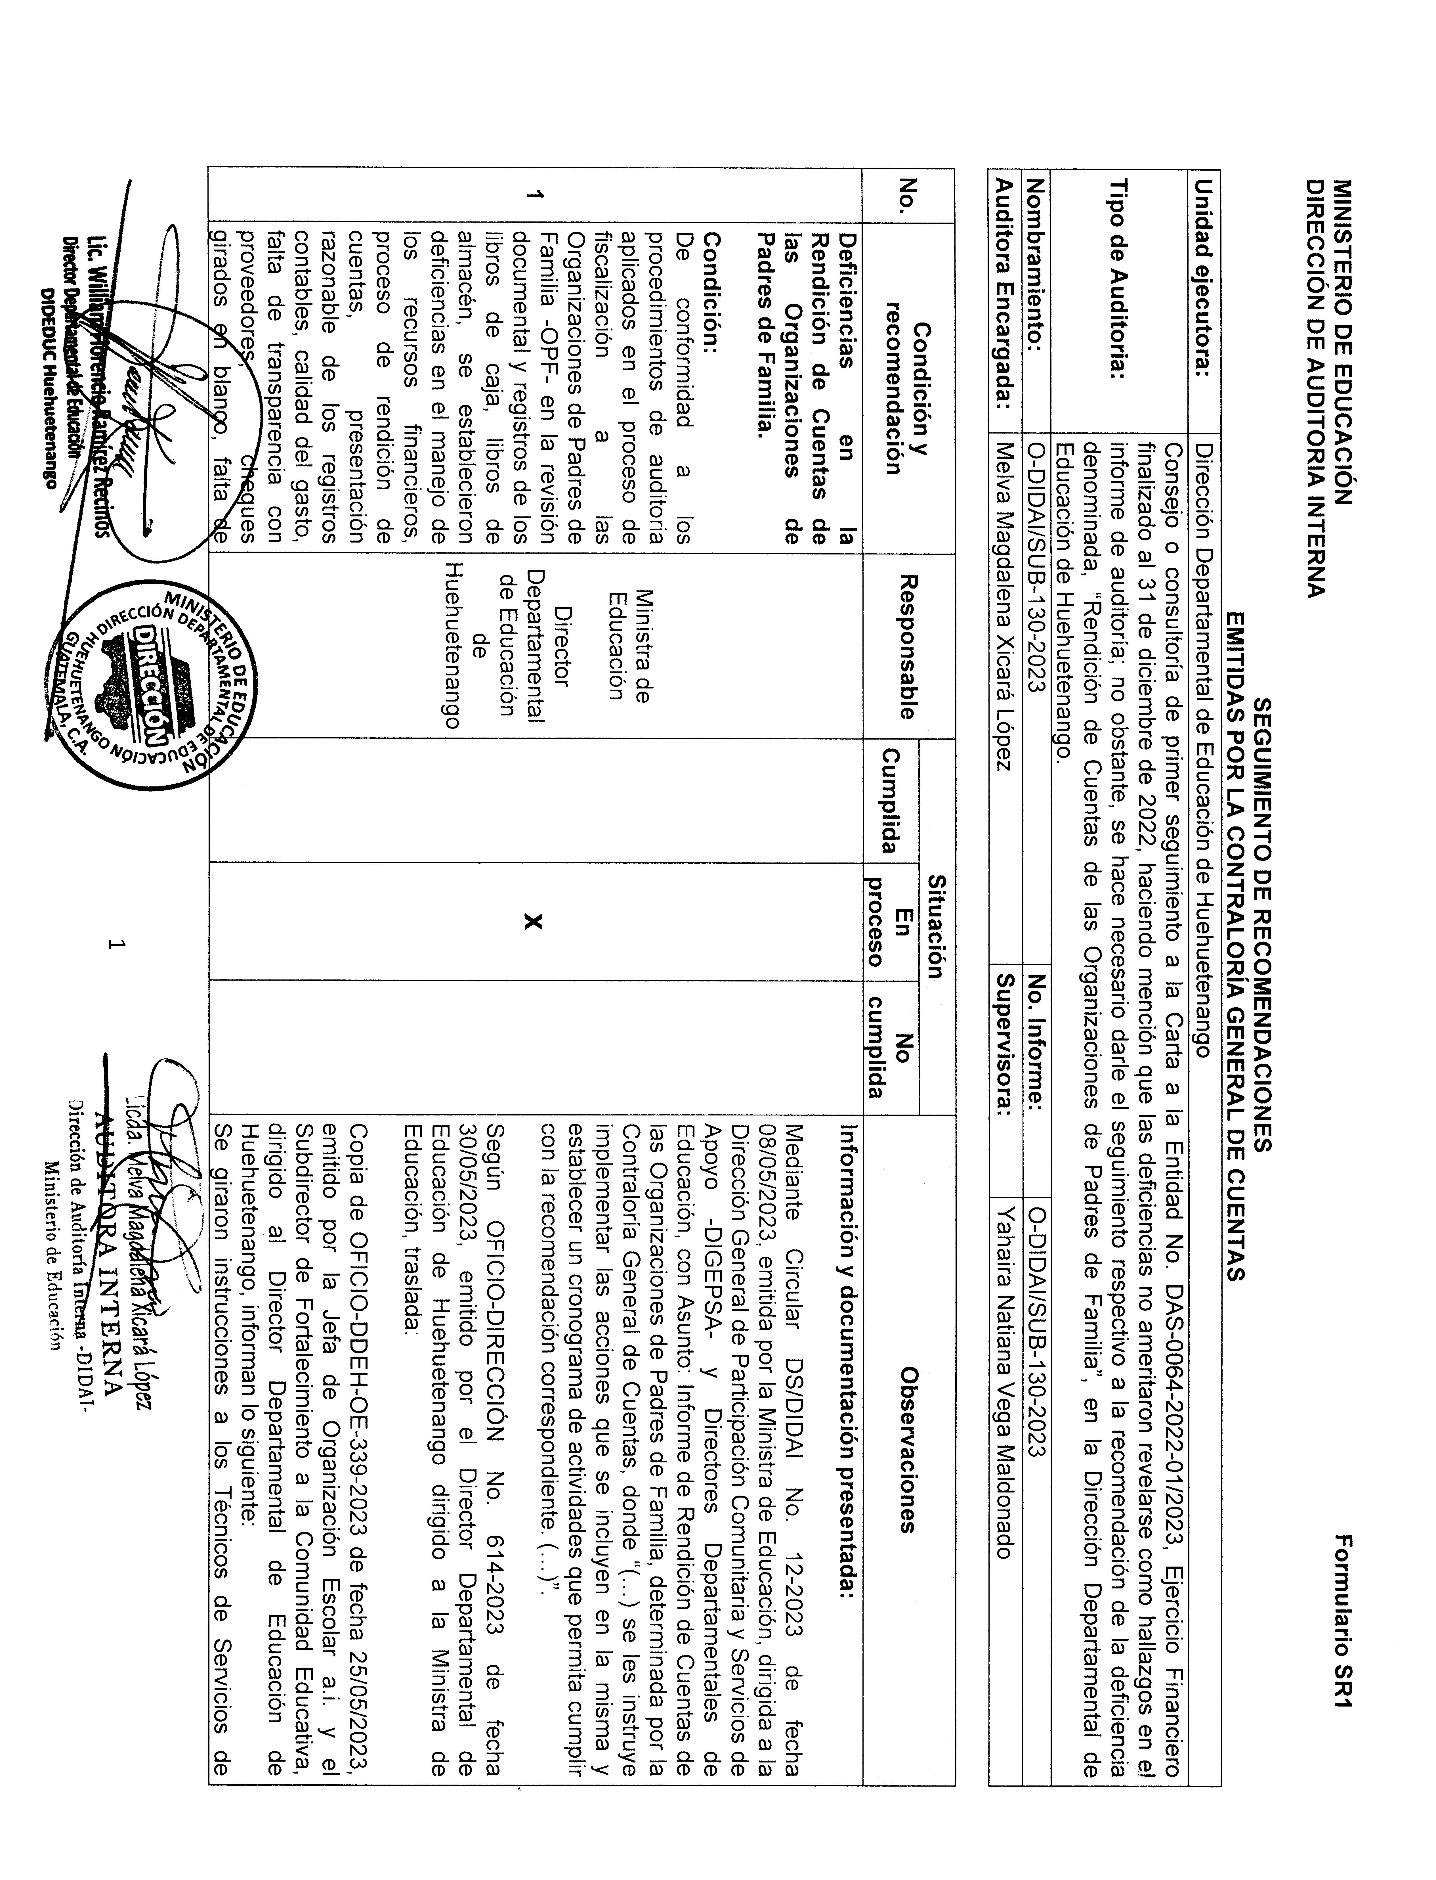 MINISTERIO DE EDUCACIÓN
DIRECCIÓN DE AUDITORIA INTERNA
Formulario SR1
SEGUIMIENTO DE RECOMENDACIONES
EMITIDAS POR LA CONTRALORÍA GENERAL DE CUENTAS
Unidad ejecutora: Dirección Departamental de Educación de Huehuetenango
Tipo de Auditoria: Consejo o consultoría de primer seguimiento a la Carta a la Entidad No. DAS-0064-2022-01/2023, Ejercicio Financiero
finalizado al 31 de diciembre de 2022, haciendo mención que las deficiencias no ameritaron revelarse como hallazgos en el
informe de auditoria; no obstante, se hace necesario darle el seguimiento respectivo a la recomendación de la deficiencia
denominada, "Rendición de Cuentas de las Organizaciones de Padres de Familia", en la Dirección Departamental de
Educación de Huehuetenango.
Nombramiento: O-DIDAI/SUB-130-2023 No. Informe: O-DIDAI/SUB-130-2023
Auditora Encargada: Melva Magdalena Xicará López Supervisora: Yahaira Natiana Vega Maldonado
No.
Condición y
recomendación
Responsable
Situación
Cumplida
En
proceso
No
cumplida
Observaciones
1
Deficiencias en la
Rendición de Cuentas de
las Organizaciones de
Padres de Familia.
Condición:
De conformidad a los
procedimientos de auditoria
aplicados en el proceso de
fiscalización a las
Organizaciones de Padres de
Familia -OPF- en la revisión
documental y registros de los
libros de caja, libros de
almacén, se establecieron
deficiencias en el manejo de
los recursos financieros,
proceso de rendición de
cuentas, presentación
razonable de los registros
contables, calidad del gasto,
falta de transparencia con
proveedores, cheques
girados en blanco, falta de
Ministra de
Educación
Director
Departamental
de Educación
de
Huehuetenango
X
Información y documentación presentada:
Mediante Circular DS/DIDAI No. 12-2023 de fecha
08/05/2023, emitida por la Ministra de Educación, dirigida a la
Dirección General de Participación Comunitaria y Servicios de
Apoyo -DIGEPSA- y Directores Departamentales de
Educación, con Asunto: Informe de Rendición de Cuentas de
las Organizaciones de Padres de Familia, determinada por la
Contraloría General de Cuentas, donde "(...) se les instruye
implementar las acciones que se incluyen en la misma y
establecer un cronograma de actividades que permita cumplir
con la recomendación correspondiente. (...)".
Según OFICIO-DIRECCIÓN No. 614-2023 de fecha
30/05/2023, emitido por el Director Departamental de
Educación de Huehuetenango dirigido a la Ministra de
Educación, traslada:
Copia de OFICIO-DDEH-OE-339-2023 de fecha 25/05/2023,
emitido por la Jefa de Organización Escolar a.i. y el
Subdirector de Fortalecimiento a la Comunidad Educativa,
dirigido al Director Departamental de Educación de
Huehuetenango, informan lo siguiente:
Se giraron instrucciones a los Técnicos de Servicios de
Lic. William Florencio Ramírez Recinos
Director Departamental de Educación
DIDEDUC Huehuetenango
MINISTERIO DE EDUCACIÓN
DIRECCIÓN DEPARTAMENTAL DE EDUCACIÓN
HUEHUETENANGO
DIRECCIÓN
GUATEMALA, C.A.
1
Licda. Melva Magdalena Xicará López
AUDITORA INTERNA
Dirección de Auditoría Interna -DIDAI-
Ministerio de Educación